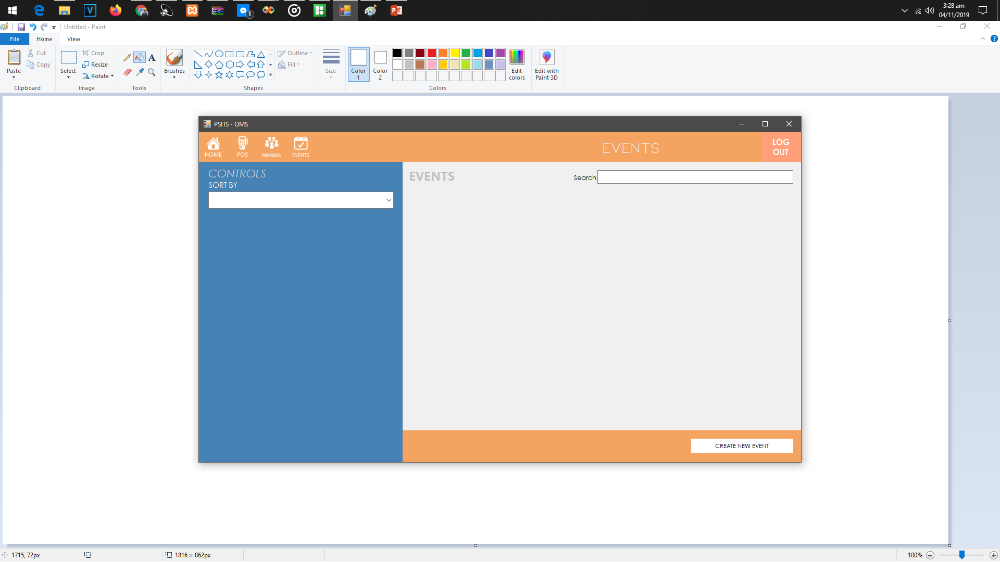 3:28 am
04/11/2019
1
Untitled - Paint
File Home View
Paste
Cut
Copy
Clipboard
Select
Crop
Resize
Rotate
Image
A
Tools
Brushes
Outline
Fill
Shapes
Size
Color 1
Color 2
Edit colors
Colors
Edit with Paint 3D
PSITS - OMS
HOME POS MEMBERS EVENTS
EVENTS
LOG OUT
CONTROLS
SORT BY
EVENTS
Search
CREATE NEW EVENT
1715, 72px
1816 × 862px
100%